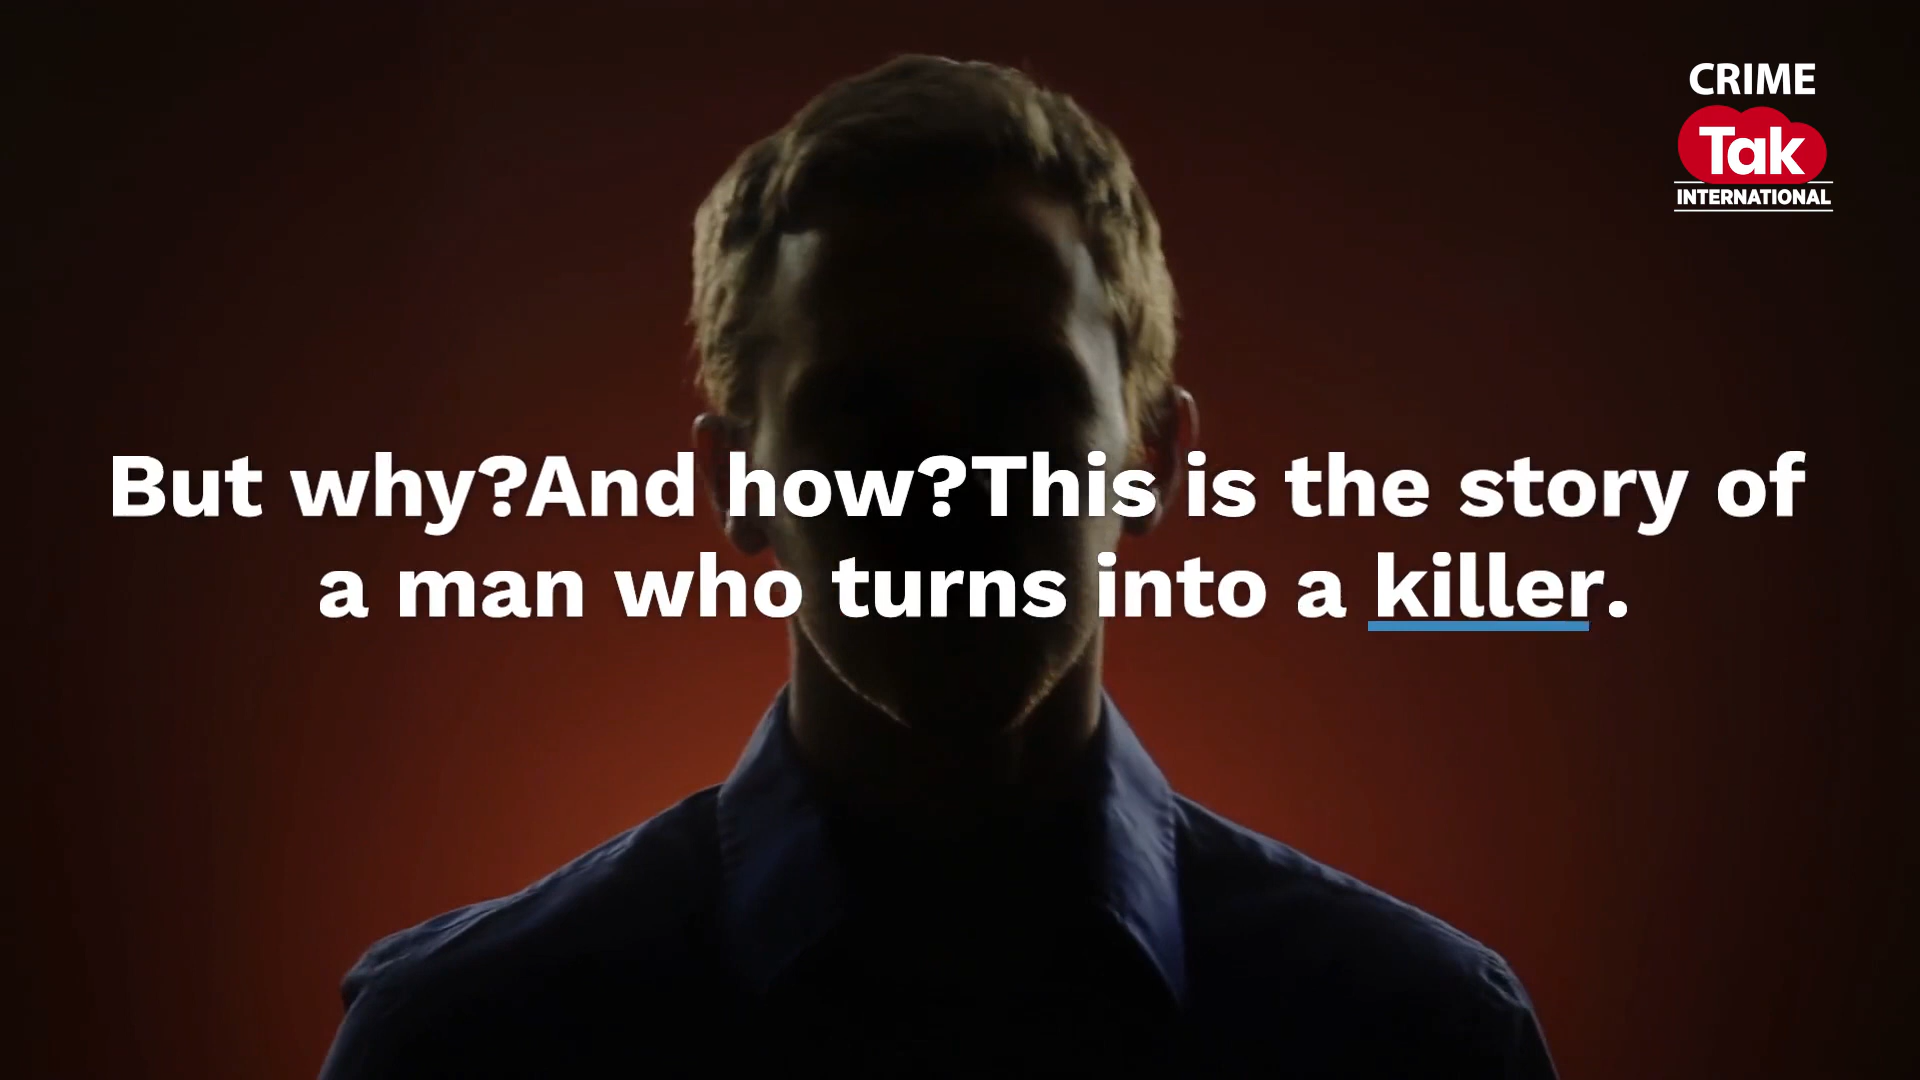 CRIME
Tak
INTERNATIONAL
But why?And how?This is the story of
a man who turns into a killer.